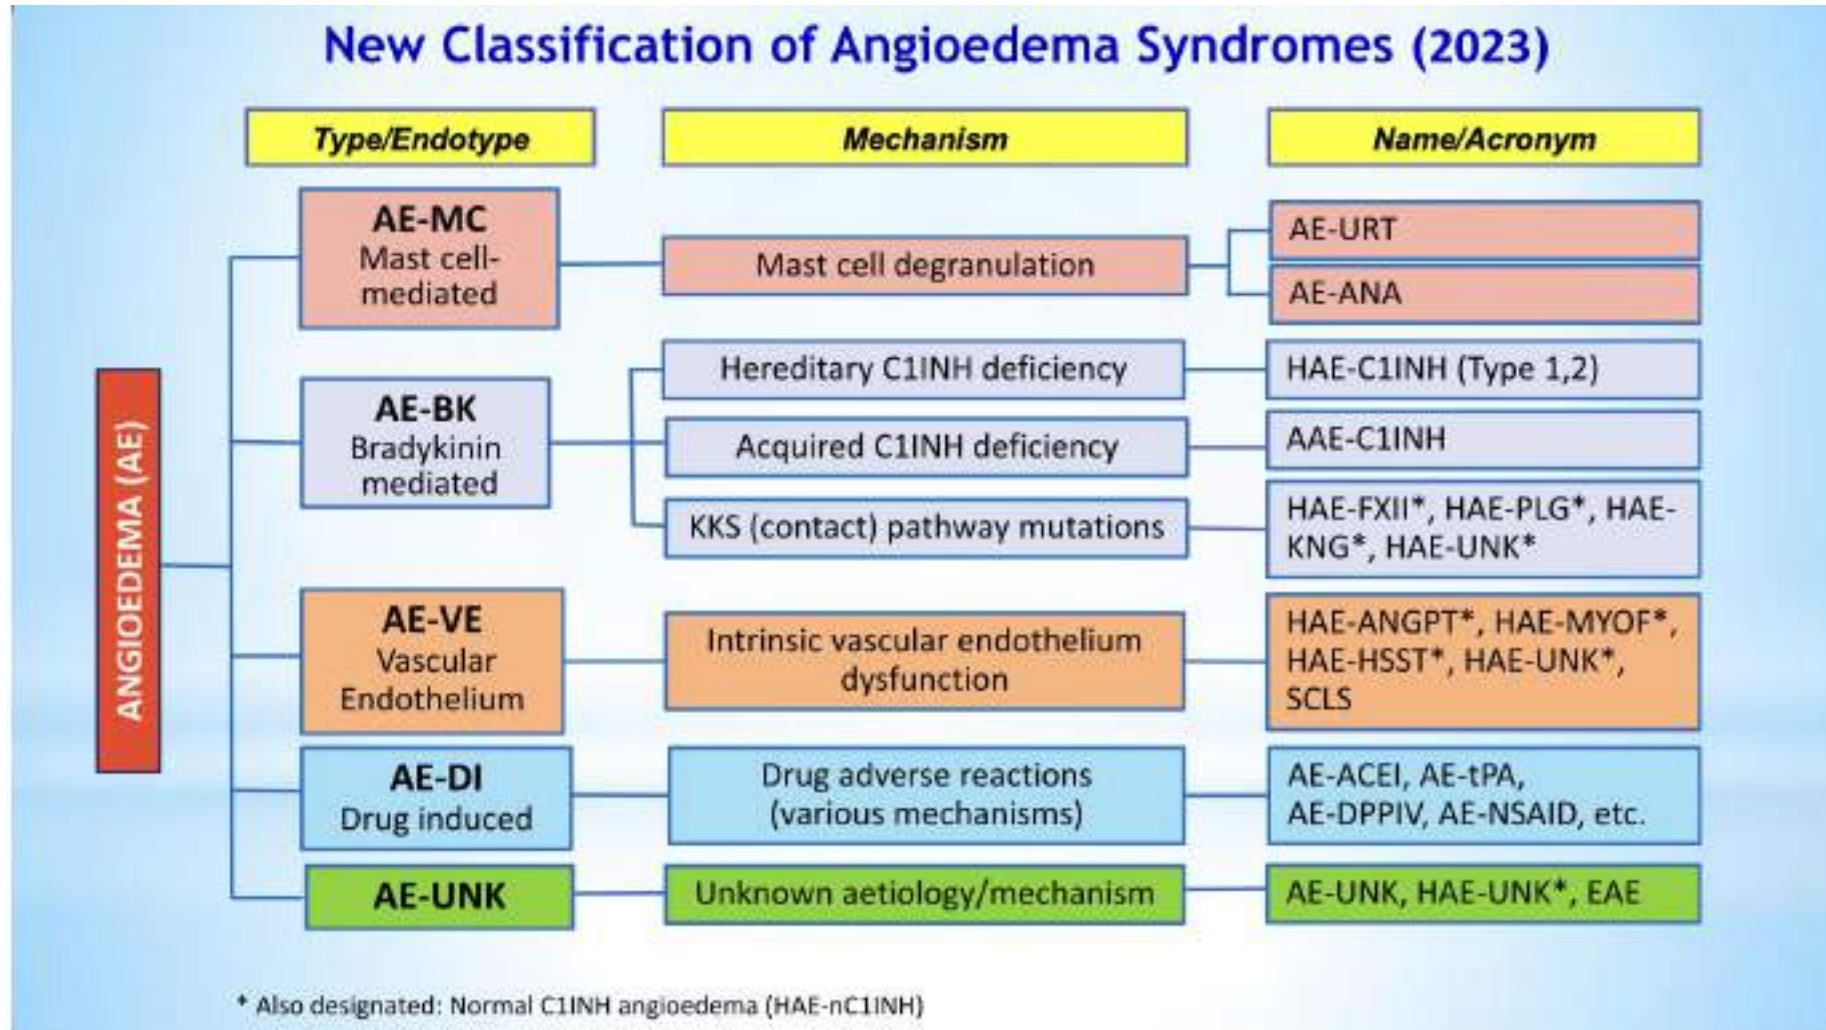 New Classification of Angioedema Syndromes (2023)
Type/Endotype
Mechanism
Name/Acronym
ANGIOEDEMA (AE)
AE-MC
Mast cell-
mediated
Mast cell degranulation
AE-URT
AE-ANA
AE-BK
Bradykinin
mediated
Hereditary C1INH deficiency
HAE-C1INH (Type 1,2)
Acquired C1INH deficiency
AAE-C1INH
KKS (contact) pathway mutations
HAE-FXII*, HAE-PLG*, HAE-
KNG*, HAE-UNK*
AE-VE
Vascular
Endothelium
Intrinsic vascular endothelium
dysfunction
HAE-ANGPT*, HAE-MYOF*,
HAE-HSST*, HAE-UNK*,
SCLS
AE-DI
Drug induced
Drug adverse reactions
(various mechanisms)
AE-ACEI, AE-tPA,
AE-DPPIV, AE-NSAID, etc.
AE-UNK
Unknown aetiology/mechanism
AE-UNK, HAE-UNK*, EAE
* Also designated: Normal C1INH angioedema (HAE-nC1INH)